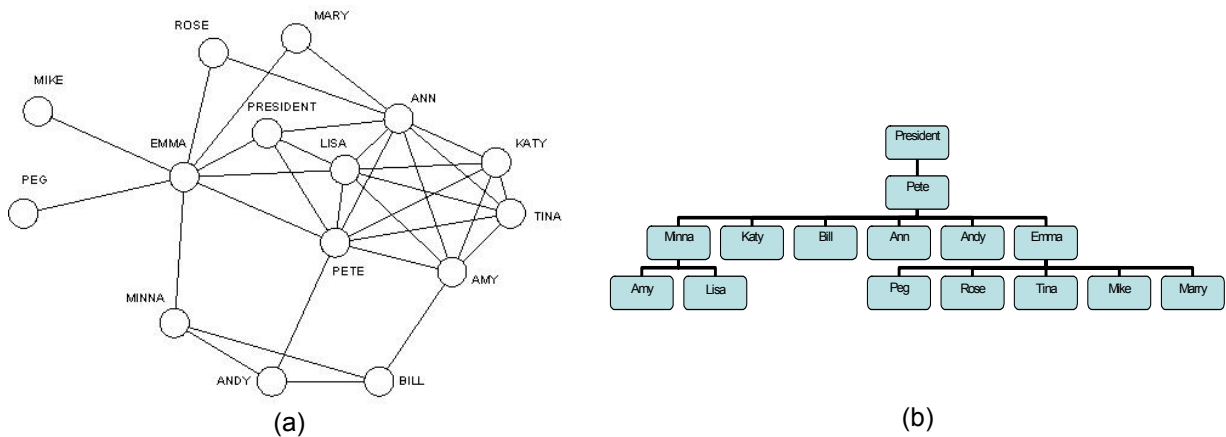 MARY
ROSE
MIKE
PRESIDENT
ANN
EMMA
LISA
KATY
PEG
TINA
PETE
AMY
MINNA
ANDY
BILL
(a)
President
Pete
Minna Katy Bill Ann Andy Emma
Amy Lisa Peg Rose Tina Mike Marry
(b)